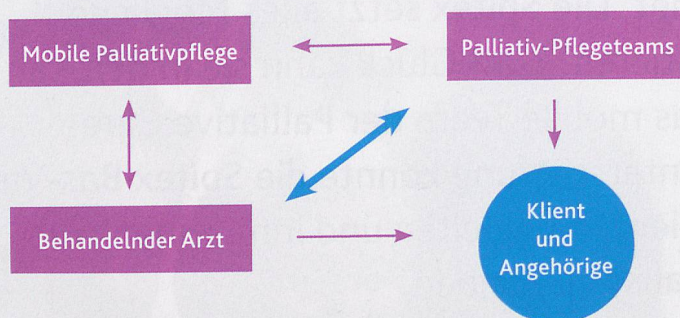 Mobile Palliativpflege
Palliativ-Pflegeteams
Behandelnder Arzt
Klient
und
Angehörige